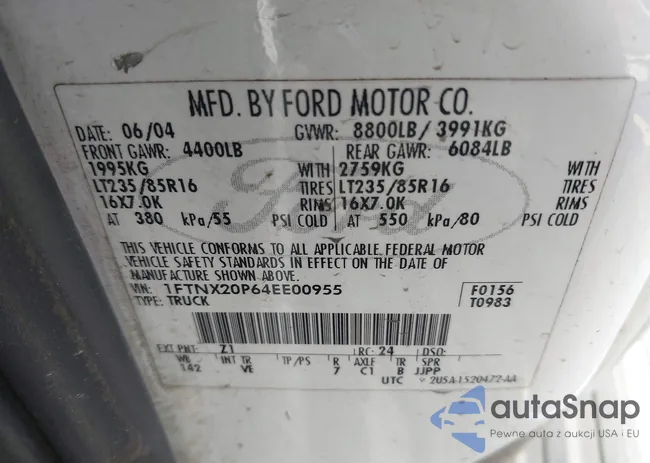 MFD. BY FORD MOTOR CO.
DATE: 06/04 GVWR: 8800LB/ 3991KG
FRONT GAWR: 4400LB REAR GAWR: 6084LB
1995KG WITH 2759KG WITH
LT235/85R16 TIRES LT235/85R16 TIRES
16X7.0K RIMS 16X7.0K RIMS
AT 380 kPa/55 PSI COLD AT 550 kPa/80 PSI COLD
THIS VEHICLE CONFORMS TO ALL APPLICABLE FEDERAL MOTOR
VEHICLE SAFETY STANDARDS IN EFFECT ON THE DATE OF
MANUFACTURE SHOWN ABOVE.
VIN: 1FTNX20P64EE00955 F0156
TYPE: TRUCK T0983
EXT PNT: Z1 RC: 24 DSO:
WB INT TR TP/PS R AXLE TR SPR
142 VE 7 C1 B JJPP
UTC 2U5A-1520472-AA
Ford
autaSnap
Pewne auta z aukcji USA i EU